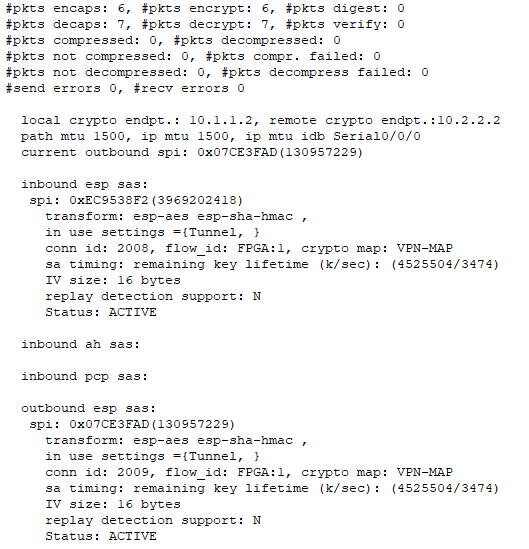 #pkts encaps: 6, #pkts encrypt: 6, #pkts digest: 0
#pkts decaps: 7, #pkts decrypt: 7, #pkts verify: 0
#pkts compressed: 0, #pkts decompressed: 0
#pkts not compressed: 0, #pkts compr. failed: 0
#pkts not decompressed: 0, #pkts decompress failed: 0
#send errors 0, #recv errors 0
local crypto endpt.: 10.1.1.2, remote crypto endpt.:10.2.2.2
path mtu 1500, ip mtu 1500, ip mtu idb Serial0/0/0
current outbound spi: 0x07CE3FAD(130957229)
inbound esp sas:
spi: 0xEC9538F2(3969202418)
transform: esp-aes esp-sha-hmac ,
in use settings ={Tunnel, }
conn id: 2008, flow_id: FPGA:1, crypto map: VPN-MAP
sa timing: remaining key lifetime (k/sec): (4525504/3474)
IV size: 16 bytes
replay detection support: N
Status: ACTIVE
inbound ah sas:
inbound pcp sas:
outbound esp sas:
spi: 0x07CE3FAD(130957229)
transform: esp-aes esp-sha-hmac ,
in use settings ={Tunnel, }
conn id: 2009, flow_id: FPGA:1, crypto map: VPN-MAP
sa timing: remaining key lifetime (k/sec): (4525504/3474)
IV size: 16 bytes
replay detection support: N
Status: ACTIVE